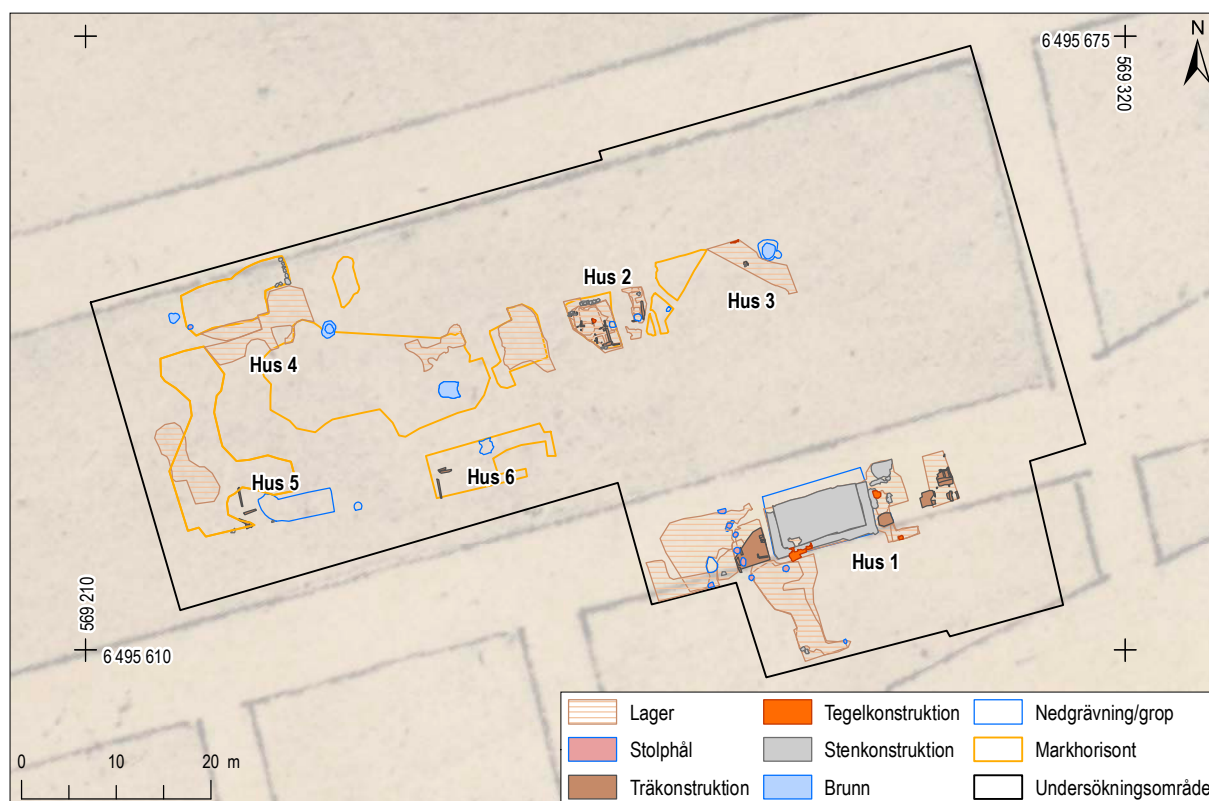 6 495 675
N
569 320
Hus 2
Hus 3
Hus 4
Hus 5
Hus 6
Hus 1
569 210
6 495 610
0 10 20 m
Lager
Tegelkonstruktion
Nedgrävning/grop
Stolphål
Stenkonstruktion
Markhorisont
Träkonstruktion
Brunn
Undersökningsområde